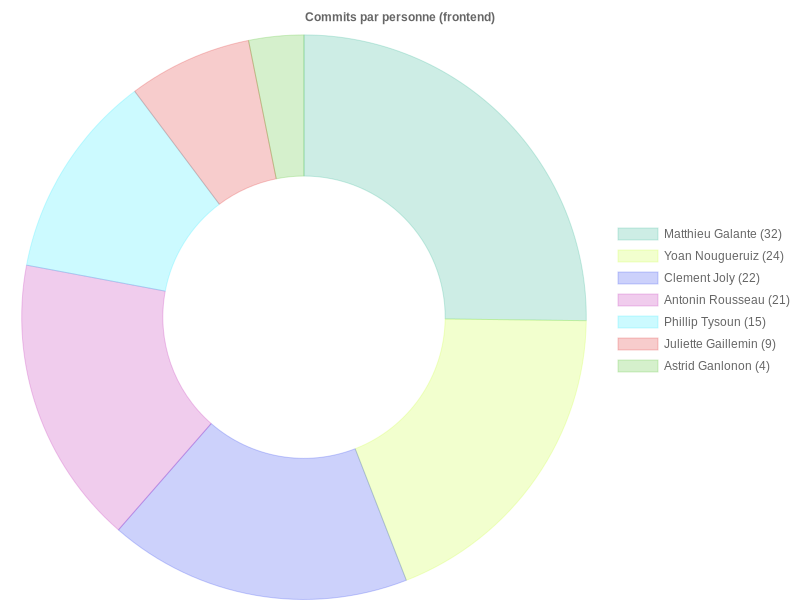 Commits par personne (frontend)
Matthieu Galante (32)
Yoan Nougueruiz (24)
Clement Joly (22)
Antonin Rousseau (21)
Phillip Tysoun (15)
Juliette Gaillemin (9)
Astrid Ganlonon (4)